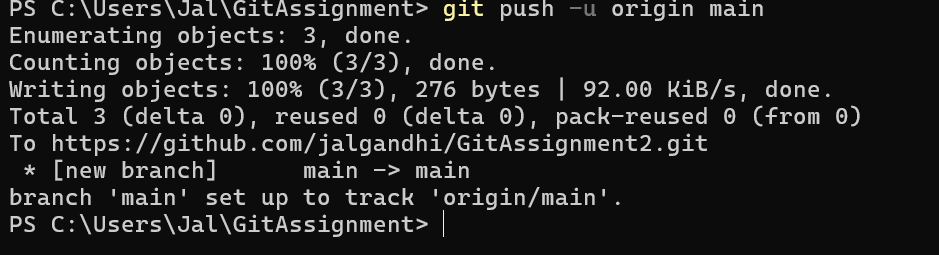 PS C:\Users\Jal\GitAssignment> git push -u origin main
Enumerating objects: 3, done.
Counting objects: 100% (3/3), done.
Writing objects: 100% (3/3), 276 bytes | 92.00 KiB/s, done.
Total 3 (delta 0), reused 0 (delta 0), pack-reused 0 (from 0)
To https://github.com/jalgandhi/GitAssignment2.git
 * [new branch]      main -> main
branch 'main' set up to track 'origin/main'.
PS C:\Users\Jal\GitAssignment>